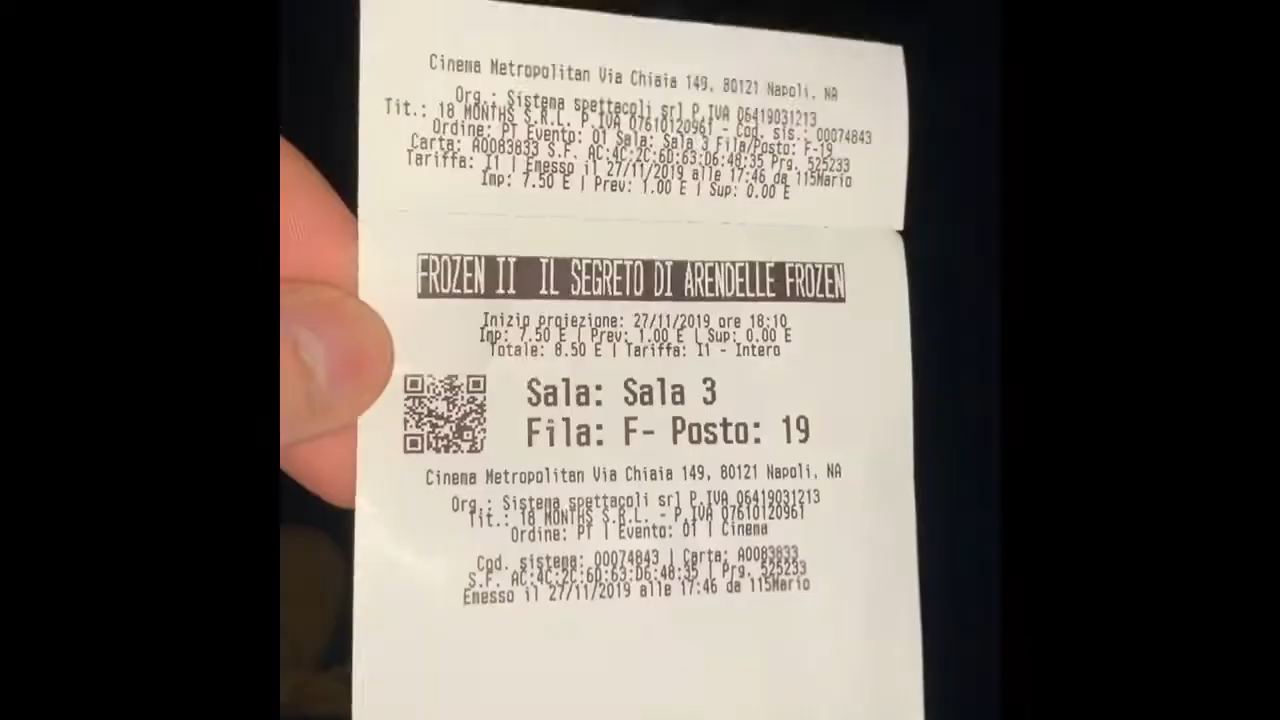 Cinema Metropolitan Via Chiaia 149, 80121 Napoli, NA
Org.: Sistema spettacoli srl P.IVA 06419031213
Tit.: 18 MONTHS S.R.L. P.IVA 07610120961 - Cod. sis.: 00074843
Ordine: PT Evento: 01 Sala: Sala 3 Fila/Posto: F-19
Carta: A0083833 S.F. AC:4C:2C:6D:63:D6:48:35 Prg. 525233
Tariffa: I1 | Emesso il 27/11/2019 alle 17:46 da 115Mario
Imp: 7.50 E | Prev: 1.00 E | Sup: 0.00 E
FROZEN II IL SEGRETO DI ARENDELLE FROZEN
Inizio proiezione: 27/11/2019 ore 18:10
Imp: 7.50 E | Prev: 1.00 E | Sup: 0.00 E
Totale: 8.50 E | Tariffa: I1 - Intero
Sala: Sala 3
Fila: F- Posto: 19
Cinema Metropolitan Via Chiaia 149, 80121 Napoli, NA
Org.: Sistema spettacoli srl P.IVA 06419031213
Tit.: 18 MONTHS S.R.L. - P.IVA 07610120961
Ordine: PT | Evento: 01 | Cinema
Cod. sistema: 00074843 | Carta: A0083833
S.F. AC:4C:2C:6D:63:D6:48:35 | Prg. 525233
Emesso il 27/11/2019 alle 17:46 da 115Mario